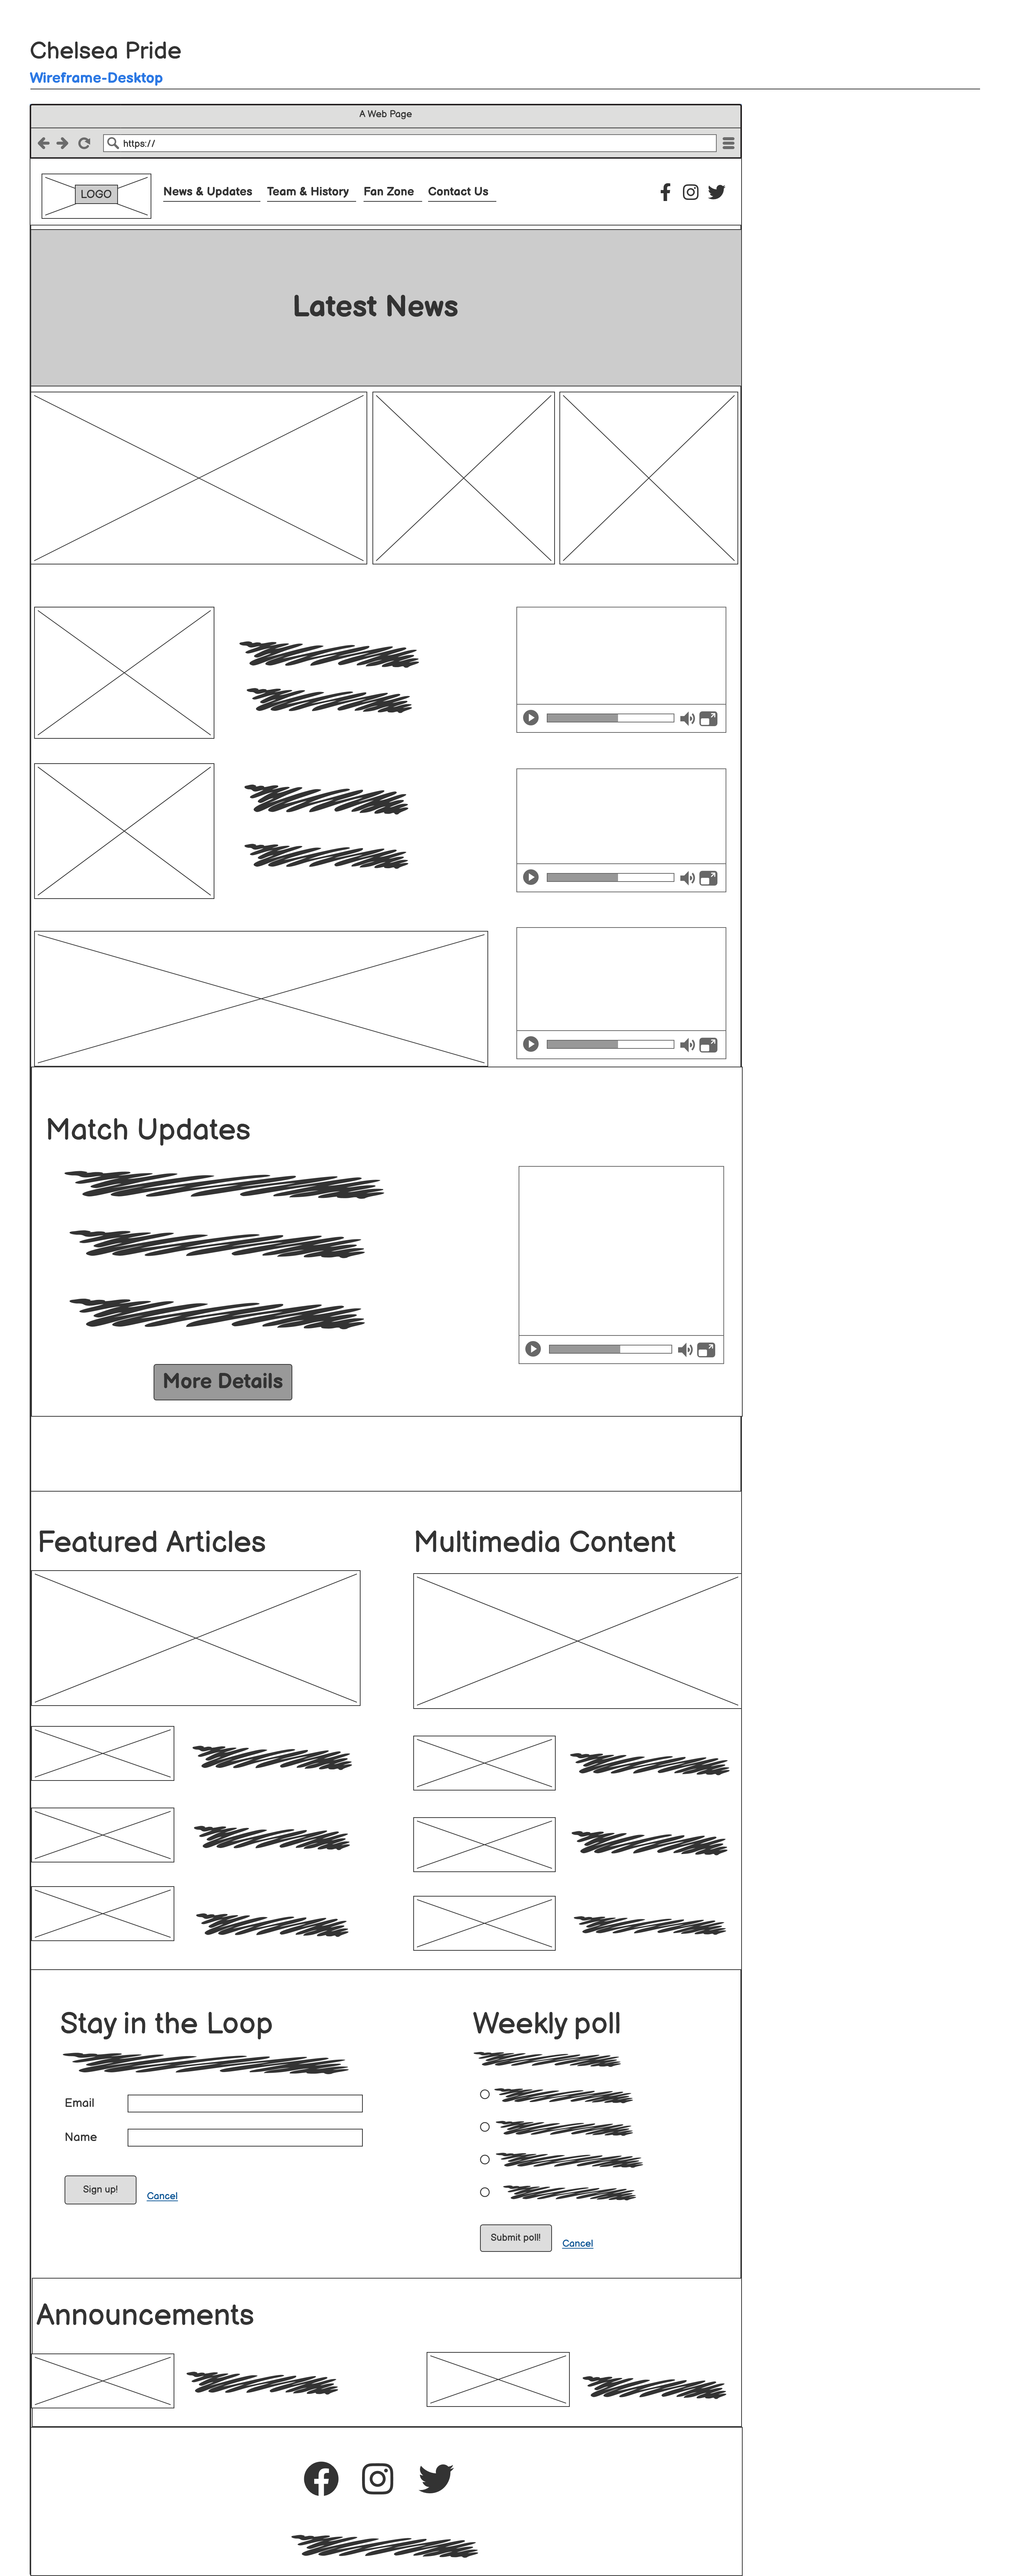 Chelsea Pride
Wireframe-Desktop
A Web Page
https://
LOGO
News & Updates
Team & History
Fan Zone
Contact Us
Latest News
Match Updates
More Details
Featured Articles
Multimedia Content
Stay in the Loop
Weekly poll
Email
Name
Sign up!
Cancel
Submit poll!
Cancel
Announcements